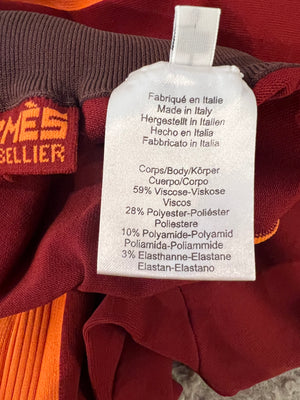 MÈS
SELLIER
Fabriqué en Italie
Made in Italy
Hergestellt in Italien
Hecho en Italia
Fabbricato in Italia
Corps/Body/Körper
Cuerpo/Corpo
59% Viscose-Viskose
Viscos
28% Polyester-Poliéster
Poliestere
10% Polyamide-Polyamid
Poliamida-Poliammide
3% Elasthanne-Elastane
Elastan-Elastano